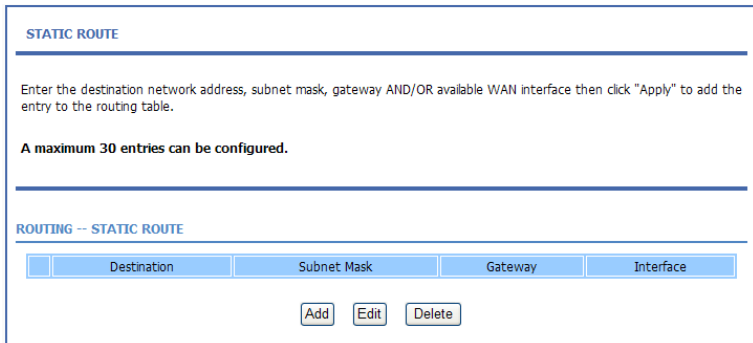 STATIC ROUTE
Enter the destination network address, subnet mask, gateway AND/OR available WAN interface then click "Apply" to add the
entry to the routing table.
A maximum 30 entries can be configured.
ROUTING -- STATIC ROUTE
Destination Subnet Mask Gateway Interface
Add Edit Delete